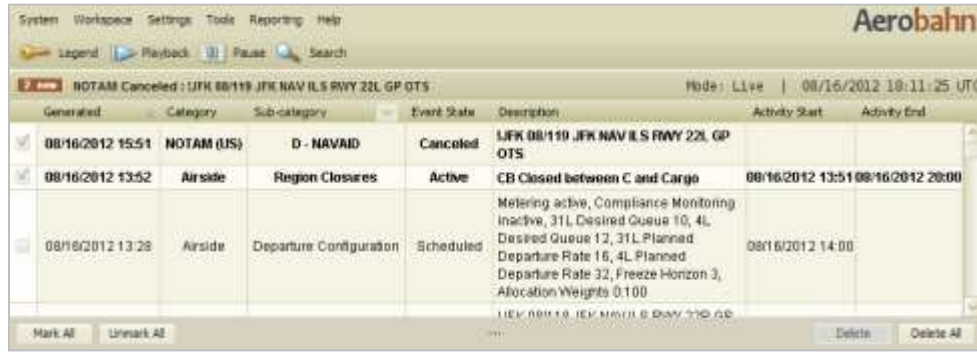 System Workspace Settings Tools Reporting Help
Aerobahn
Legend Playback Pause Search
NOTAM Canceled : !JFK 08/119 JFK NAV ILS RWY 22L GP OTS Mode: Live | 08/16/2012 18:11:25 UTC
Generated Category Sub-category Event State Description Activity Start Activity End
08/16/2012 15:51 NOTAM (US) D - NAVAID Canceled !JFK 08/119 JFK NAV ILS RWY 22L GP
OTS
08/16/2012 13:52 Airside Region Closures Active CB Closed between C and Cargo 08/16/2012 13:51 08/16/2012 20:00
Metering active, Compliance Monitoring
inactive, 31L Desired Queue 10, 4L
08/16/2012 13:28 Airside Departure Configuration Scheduled Desired Queue 12, 31L Planned 08/16/2012 14:00
Departure Rate 16, 4L Planned
Departure Rate 32, Freeze Horizon 3,
Allocation Weights 0:100
Mark All Unmark All Delete Delete All